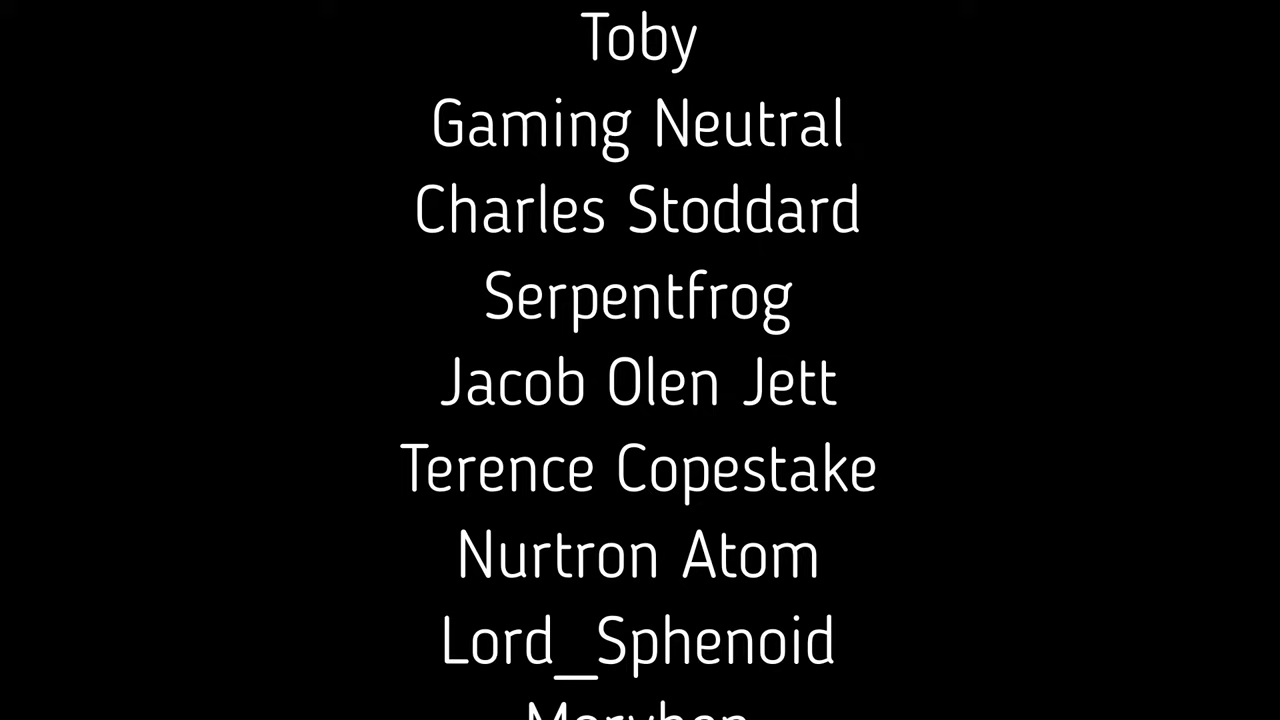 Toby
Gaming Neutral
Charles Stoddard
Serpentfrog
Jacob Olen Jett
Terence Copestake
Nurtron Atom
Lord_Sphenoid